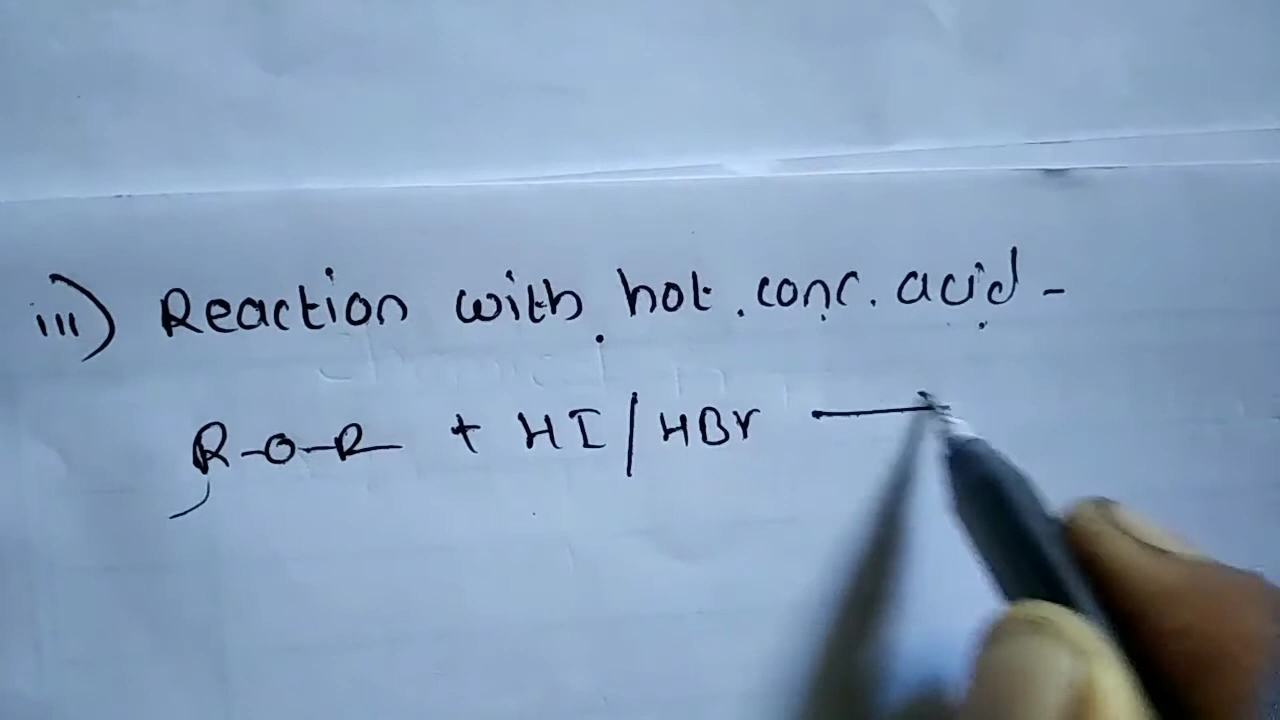 iii) Reaction with hot. conc. acid -
R-O-R + HI/HBr